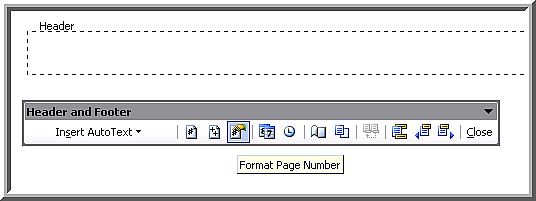 Header
Header and Footer
Insert AutoText Close
Format Page Number